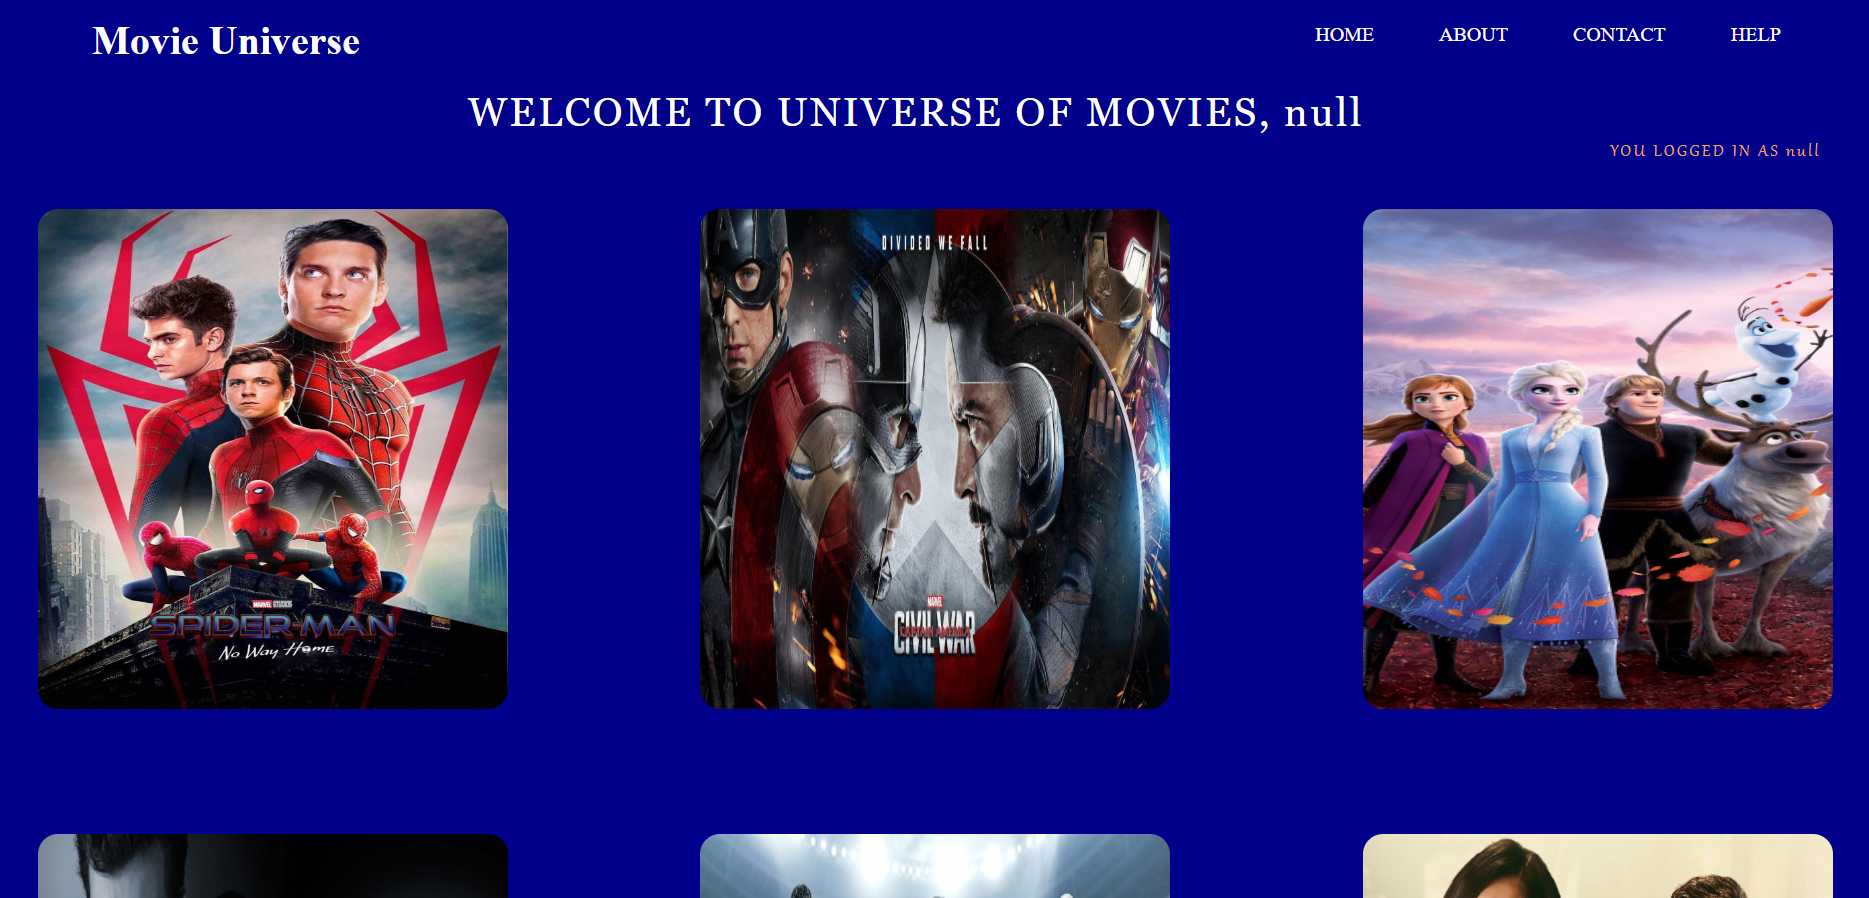 Movie Universe
HOME ABOUT CONTACT HELP
WELCOME TO UNIVERSE OF MOVIES, null
YOU LOGGED IN AS null
DIVIDED WE FALL
MARVEL STUDIOS
SPIDER-MAN
No Way Home
MARVEL
CAPTAIN AMERICA
CIVIL WAR